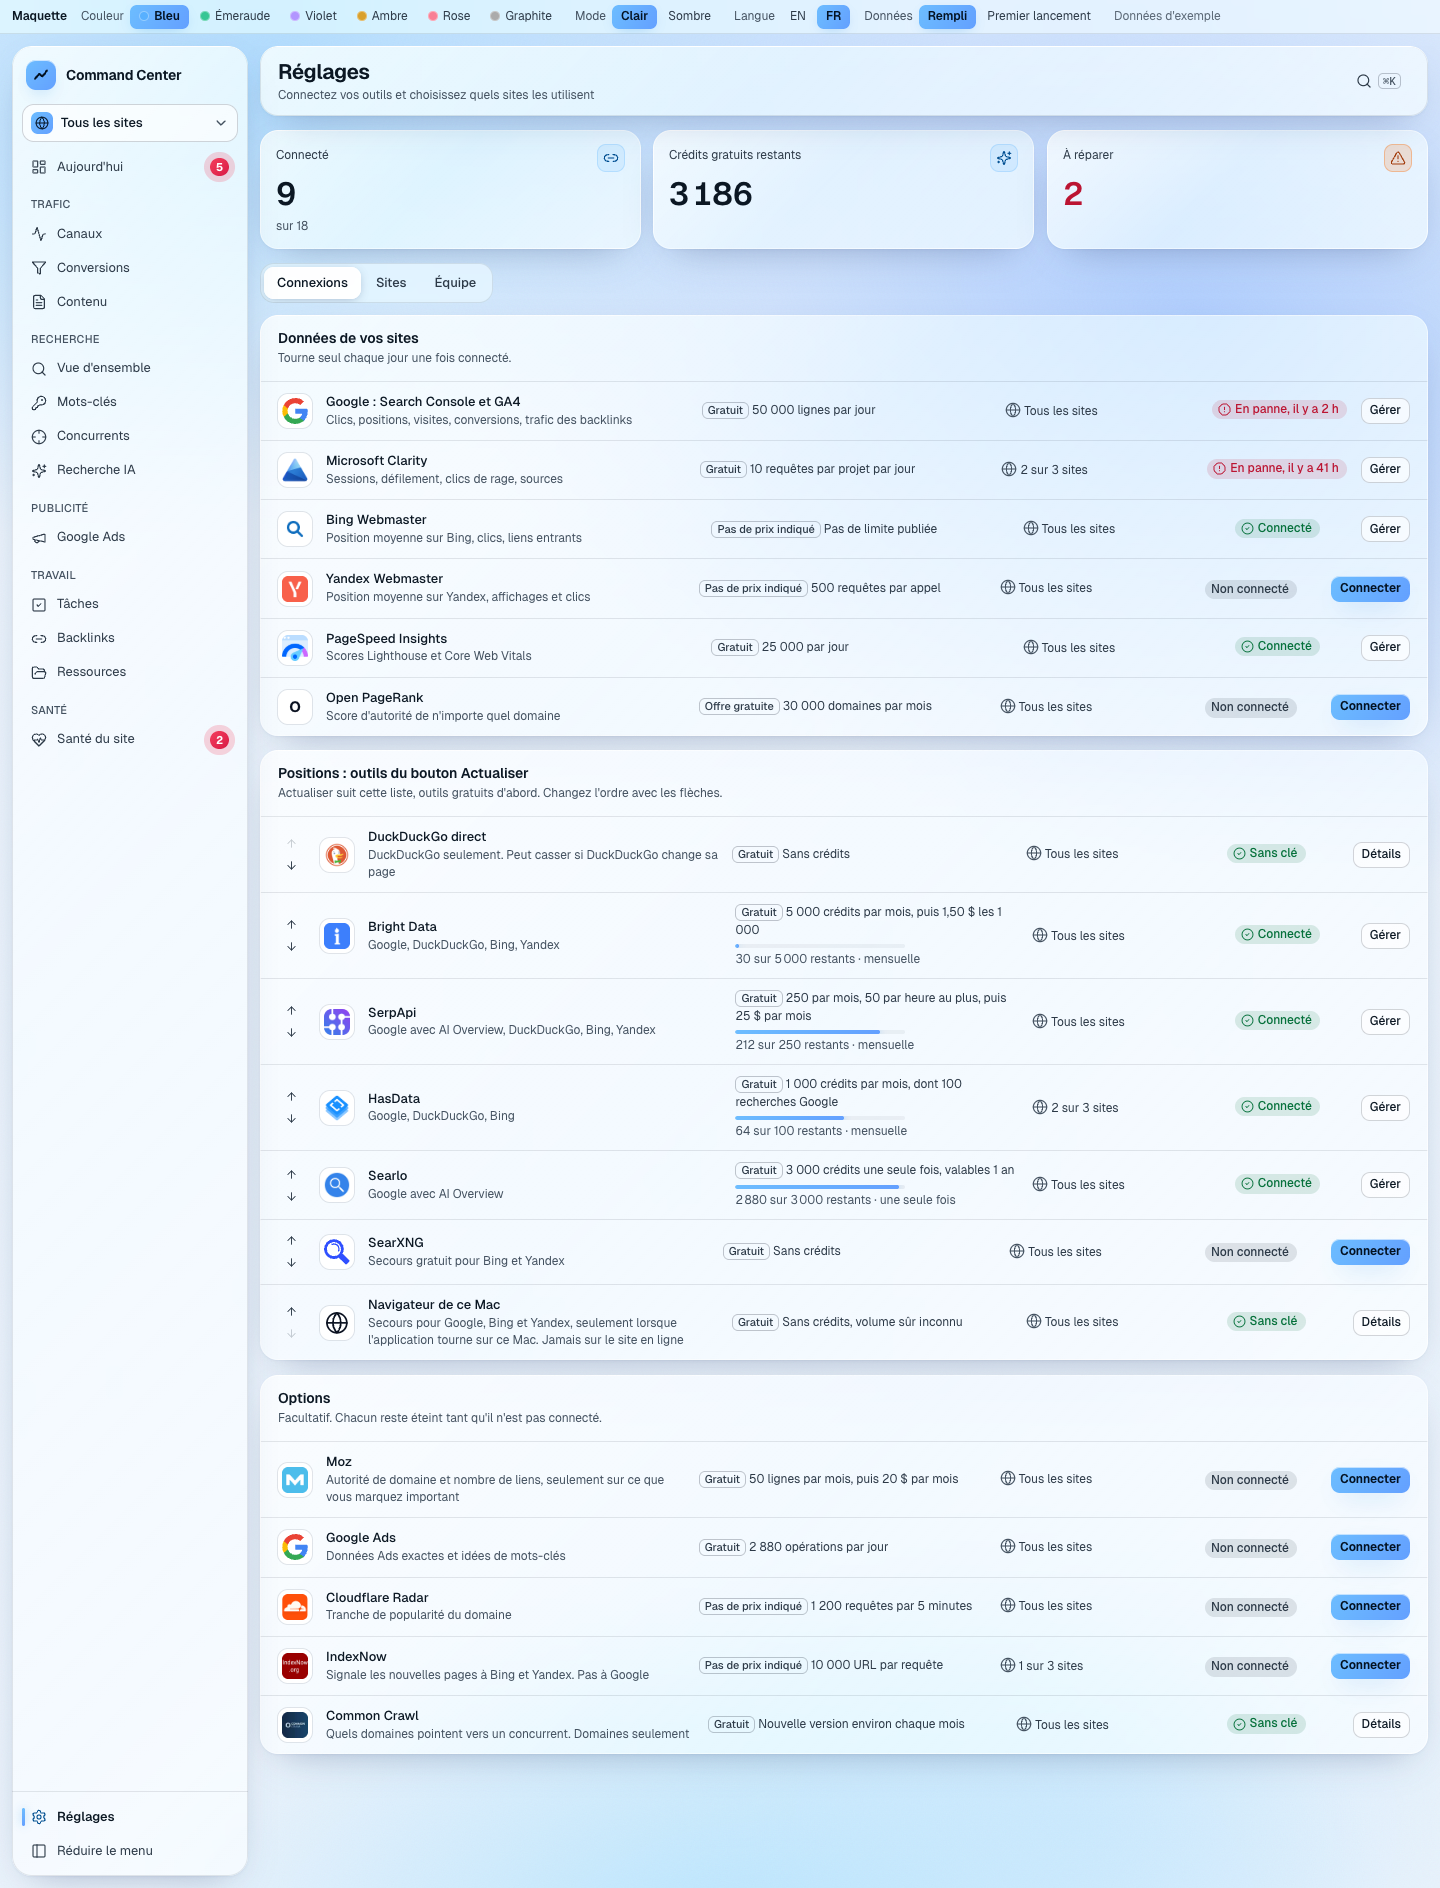 Maquette Couleur Bleu Émeraude Violet Ambre Rose Graphite Mode Clair Sombre Langue EN FR Données Rempli Premier lancement Données d'exemple
Command Center
Tous les sites
Aujourd'hui 5
TRAFIC
Canaux
Conversions
Contenu
RECHERCHE
Vue d'ensemble
Mots-clés
Concurrents
Recherche IA
PUBLICITÉ
Google Ads
TRAVAIL
Tâches
Backlinks
Ressources
SANTÉ
Santé du site 2
Réglages
Réduire le menu
Réglages
Connectez vos outils et choisissez quels sites les utilisent
⌘K
Connecté
9
sur 18
Crédits gratuits restants
3 186
À réparer
2
Connexions Sites Équipe
Données de vos sites
Tourne seul chaque jour une fois connecté.
Google : Search Console et GA4
Clics, positions, visites, conversions, trafic des backlinks
Gratuit 50 000 lignes par jour
Tous les sites
En panne, il y a 2 h
Gérer
Microsoft Clarity
Sessions, défilement, clics de rage, sources
Gratuit 10 requêtes par projet par jour
2 sur 3 sites
En panne, il y a 41 h
Gérer
Bing Webmaster
Position moyenne sur Bing, clics, liens entrants
Pas de prix indiqué Pas de limite publiée
Tous les sites
Connecté
Gérer
Yandex Webmaster
Position moyenne sur Yandex, affichages et clics
Pas de prix indiqué 500 requêtes par appel
Tous les sites
Non connecté
Connecter
PageSpeed Insights
Scores Lighthouse et Core Web Vitals
Gratuit 25 000 par jour
Tous les sites
Connecté
Gérer
O
Open PageRank
Score d'autorité de n'importe quel domaine
Offre gratuite 30 000 domaines par mois
Tous les sites
Non connecté
Connecter
Positions : outils du bouton Actualiser
Actualiser suit cette liste, outils gratuits d'abord. Changez l'ordre avec les flèches.
DuckDuckGo direct
DuckDuckGo seulement. Peut casser si DuckDuckGo change sa
page
Gratuit Sans crédits
Tous les sites
Sans clé
Détails
Bright Data
Google, DuckDuckGo, Bing, Yandex
Gratuit 5 000 crédits par mois, puis 1,50 $ les 1
000
30 sur 5 000 restants · mensuelle
Tous les sites
Connecté
Gérer
SerpApi
Google avec AI Overview, DuckDuckGo, Bing, Yandex
Gratuit 250 par mois, 50 par heure au plus, puis
25 $ par mois
212 sur 250 restants · mensuelle
Tous les sites
Connecté
Gérer
HasData
Google, DuckDuckGo, Bing
Gratuit 1 000 crédits par mois, dont 100
recherches Google
64 sur 100 restants · mensuelle
2 sur 3 sites
Connecté
Gérer
Searlo
Google avec AI Overview
Gratuit 3 000 crédits une seule fois, valables 1 an
2 880 sur 3 000 restants · une seule fois
Tous les sites
Connecté
Gérer
SearXNG
Secours gratuit pour Bing et Yandex
Gratuit Sans crédits
Tous les sites
Non connecté
Connecter
Navigateur de ce Mac
Secours pour Google, Bing et Yandex, seulement lorsque
l'application tourne sur ce Mac. Jamais sur le site en ligne
Gratuit Sans crédits, volume sûr inconnu
Tous les sites
Sans clé
Détails
Options
Facultatif. Chacun reste éteint tant qu'il n'est pas connecté.
Moz
Autorité de domaine et nombre de liens, seulement sur ce que
vous marquez important
Gratuit 50 lignes par mois, puis 20 $ par mois
Tous les sites
Non connecté
Connecter
Google Ads
Données Ads exactes et idées de mots-clés
Gratuit 2 880 opérations par jour
Tous les sites
Non connecté
Connecter
Cloudflare Radar
Tranche de popularité du domaine
Pas de prix indiqué 1 200 requêtes par 5 minutes
Tous les sites
Non connecté
Connecter
IndexNow
.org
IndexNow
Signale les nouvelles pages à Bing et Yandex. Pas à Google
Pas de prix indiqué 10 000 URL par requête
1 sur 3 sites
Non connecté
Connecter
Common Crawl
Quels domaines pointent vers un concurrent. Domaines seulement
Gratuit Nouvelle version environ chaque mois
Tous les sites
Sans clé
Détails